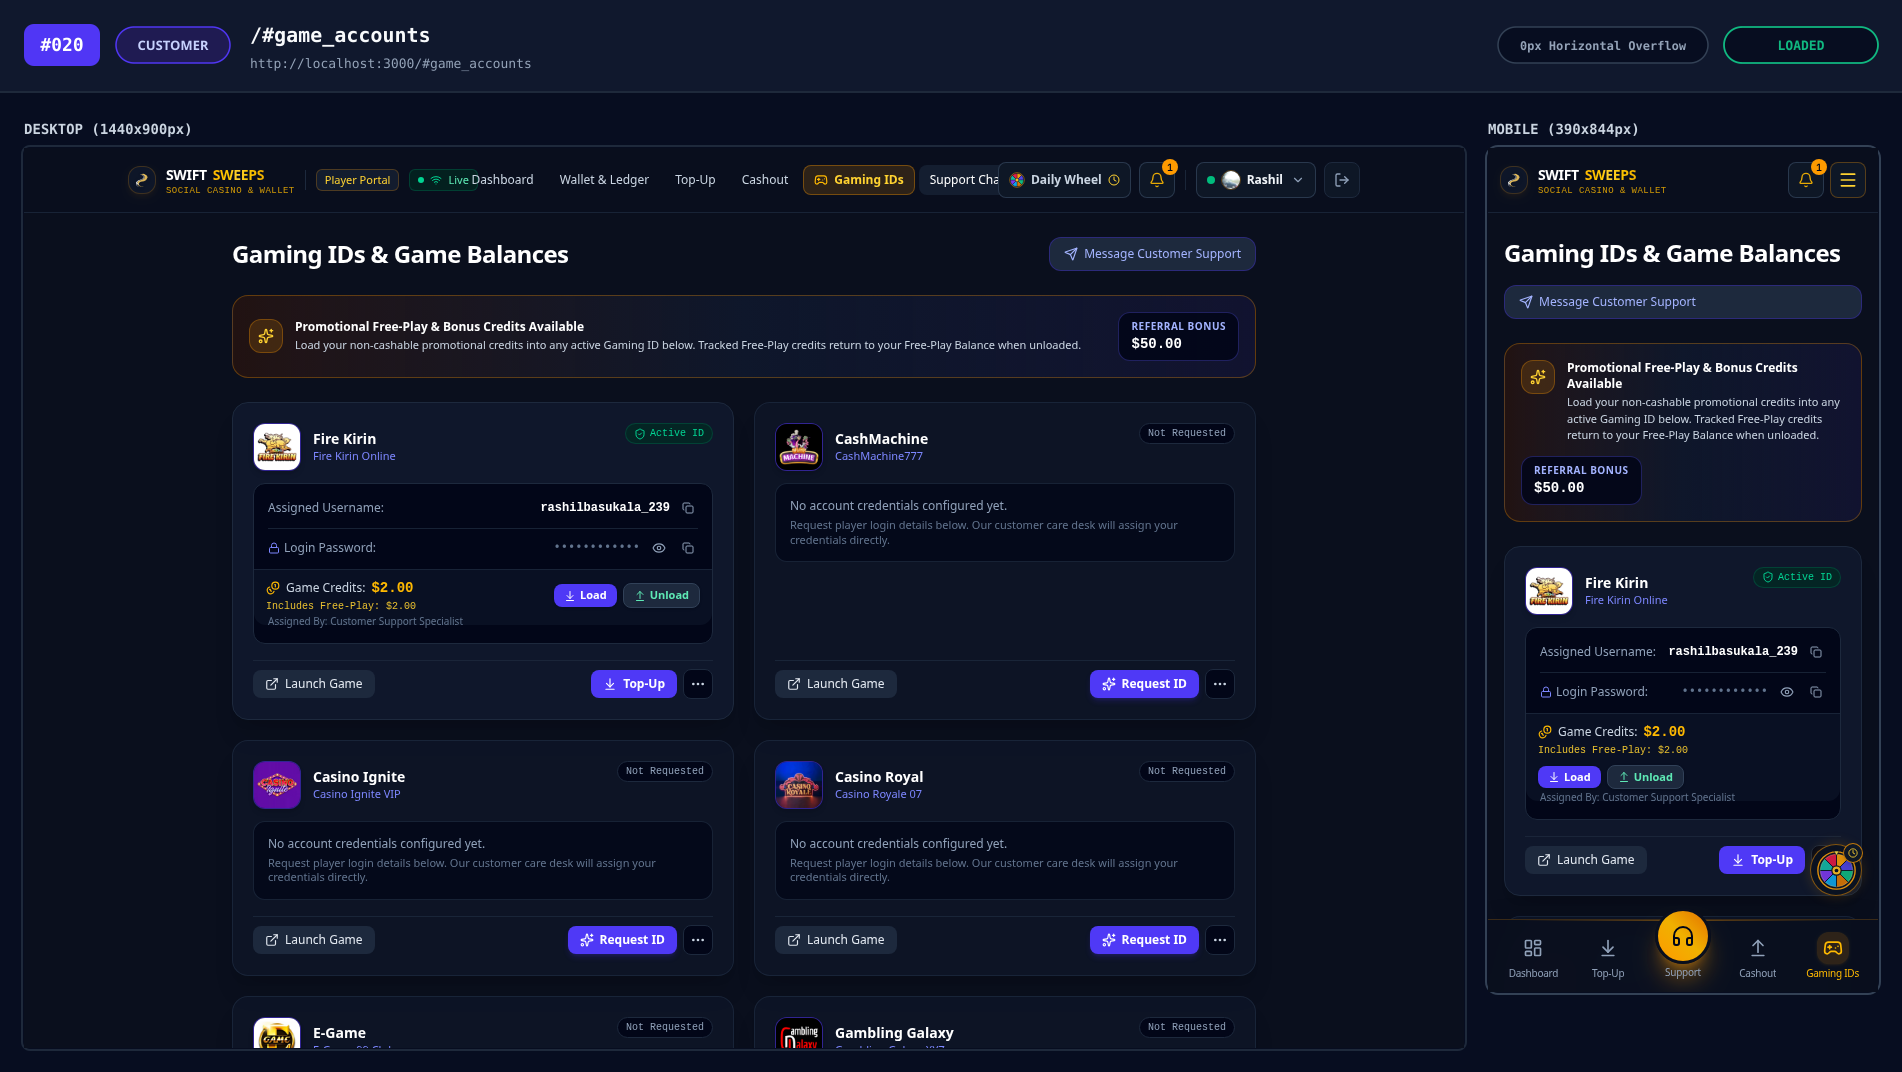 #020
CUSTOMER
/#game_accounts
http://localhost:3000/#game_accounts
0px Horizontal Overflow
LOADED
DESKTOP (1440x900px)
SWIFT SWEEPS
SOCIAL CASINO & WALLET
Player Portal
Live
Dashboard
Wallet & Ledger
Top-Up
Cashout
Gaming IDs
Support Cha
Daily Wheel
1
Rashil
Gaming IDs & Game Balances
Message Customer Support
Promotional Free-Play & Bonus Credits Available
Load your non-cashable promotional credits into any active Gaming ID below. Tracked Free-Play credits return to your Free-Play Balance when unloaded.
REFERRAL BONUS
$50.00
FIRE KIRIN
Fire Kirin
Fire Kirin Online
Active ID
Assigned Username:
rashilbasukala_239
Login Password:
••••••••••••
Game Credits: $2.00
Includes Free-Play: $2.00
Assigned By: Customer Support Specialist
Load
Unload
Launch Game
Top-Up
MACHINE
CashMachine
CashMachine777
Not Requested
No account credentials configured yet.
Request player login details below. Our customer care desk will assign your
credentials directly.
Launch Game
Request ID
Casino Ignite
Casino Ignite
Casino Ignite VIP
Not Requested
No account credentials configured yet.
Request player login details below. Our customer care desk will assign your
credentials directly.
Launch Game
Request ID
CASINO ROYALE
Casino Royal
Casino Royale 07
Not Requested
No account credentials configured yet.
Request player login details below. Our customer care desk will assign your
credentials directly.
Launch Game
Request ID
GAME
E-Game
Not Requested
Gambling
Galaxy
Gambling Galaxy
Not Requested
MOBILE (390x844px)
SWIFT SWEEPS
SOCIAL CASINO & WALLET
1
Gaming IDs & Game Balances
Message Customer Support
Promotional Free-Play & Bonus Credits
Available
Load your non-cashable promotional credits into any
active Gaming ID below. Tracked Free-Play credits
return to your Free-Play Balance when unloaded.
REFERRAL BONUS
$50.00
FIRE KIRIN
Fire Kirin
Fire Kirin Online
Active ID
Assigned Username:
rashilbasukala_239
Login Password:
••••••••••••
Game Credits: $2.00
Includes Free-Play: $2.00
Load
Unload
Assigned By: Customer Support Specialist
Launch Game
Top-Up
Dashboard
Top-Up
Support
Cashout
Gaming IDs